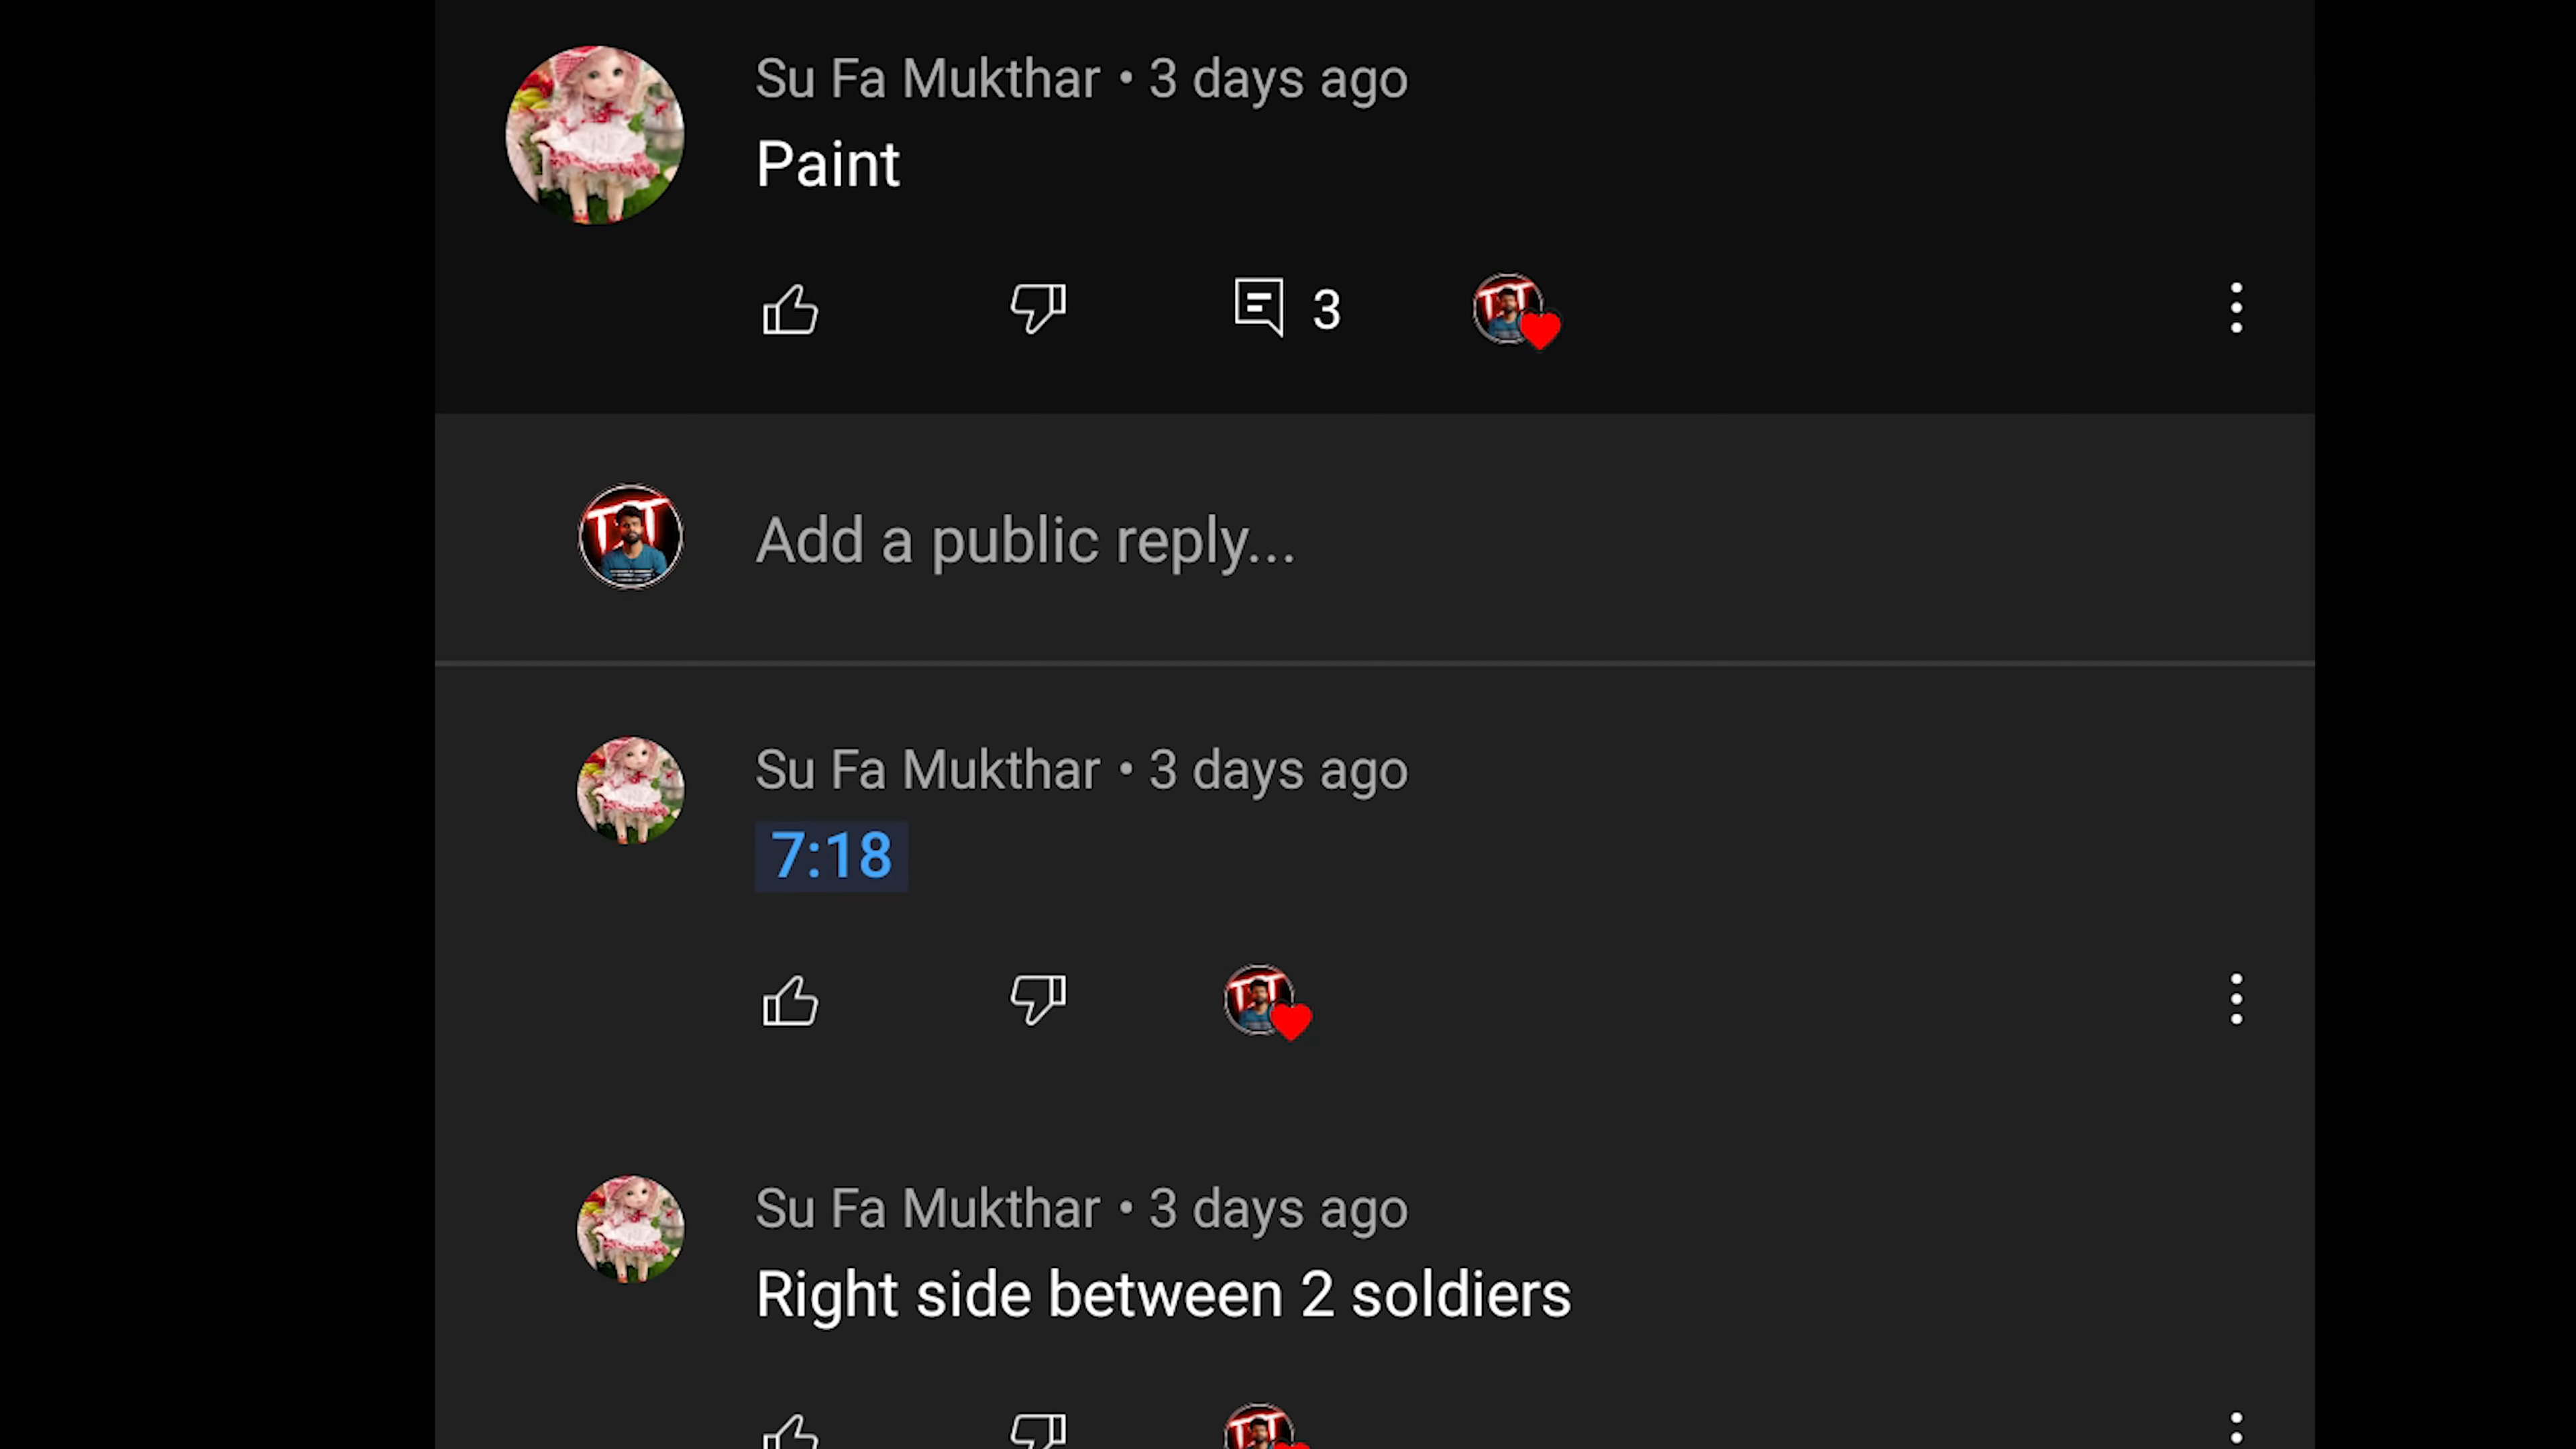 Su Fa Mukthar • 3 days ago
Paint
3
Add a public reply...
Su Fa Mukthar • 3 days ago
7:18
Su Fa Mukthar • 3 days ago
Right side between 2 soldiers